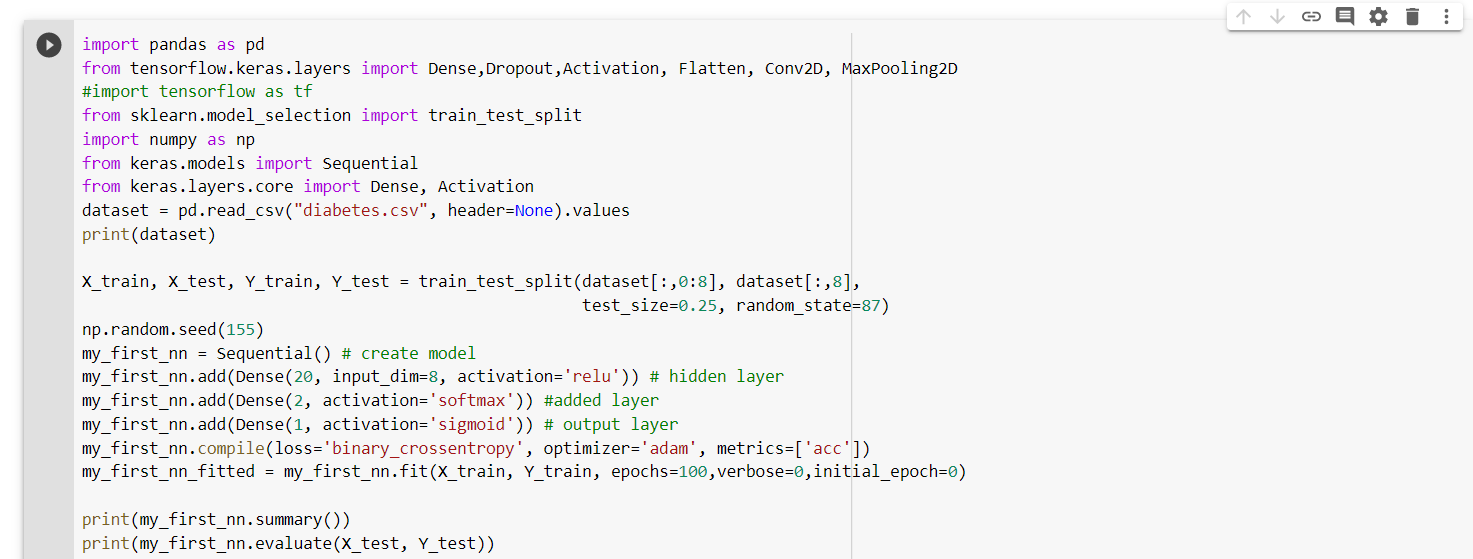 import pandas as pd
from tensorflow.keras.layers import Dense,Dropout,Activation, Flatten, Conv2D, MaxPooling2D
#import tensorflow as tf
from sklearn.model_selection import train_test_split
import numpy as np
from keras.models import Sequential
from keras.layers.core import Dense, Activation
dataset = pd.read_csv("diabetes.csv", header=None).values
print(dataset)

X_train, X_test, Y_train, Y_test = train_test_split(dataset[:,0:8], dataset[:,8],
                                                    test_size=0.25, random_state=87)
np.random.seed(155)
my_first_nn = Sequential() # create model
my_first_nn.add(Dense(20, input_dim=8, activation='relu')) # hidden layer
my_first_nn.add(Dense(2, activation='softmax')) #added layer
my_first_nn.add(Dense(1, activation='sigmoid')) # output layer
my_first_nn.compile(loss='binary_crossentropy', optimizer='adam', metrics=['acc'])
my_first_nn_fitted = my_first_nn.fit(X_train, Y_train, epochs=100,verbose=0,initial_epoch=0)

print(my_first_nn.summary())
print(my_first_nn.evaluate(X_test, Y_test))